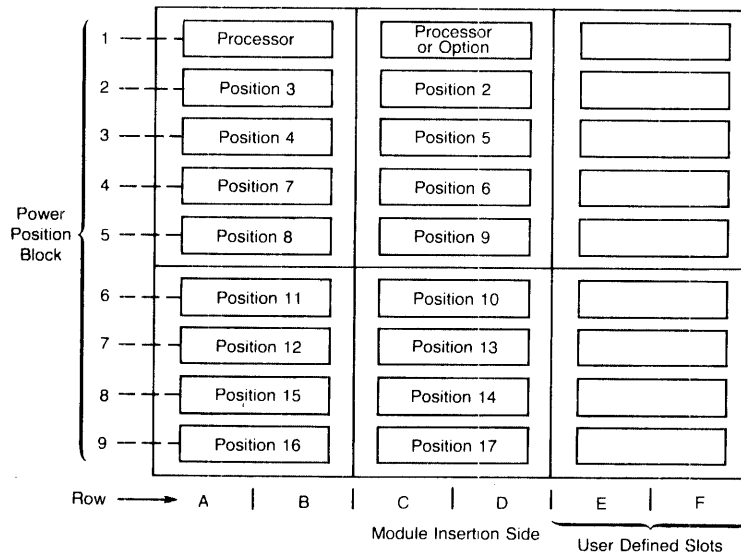 1 Processor Processor
or Option
2 Position 3 Position 2
3 Position 4 Position 5
4 Position 7 Position 6
Power
Position
Block
5 Position 8 Position 9
6 Position 11 Position 10
7 Position 12 Position 13
8 Position 15 Position 14
9 Position 16 Position 17
Row A B C D E F
Module Insertion Side
User Defined Slots